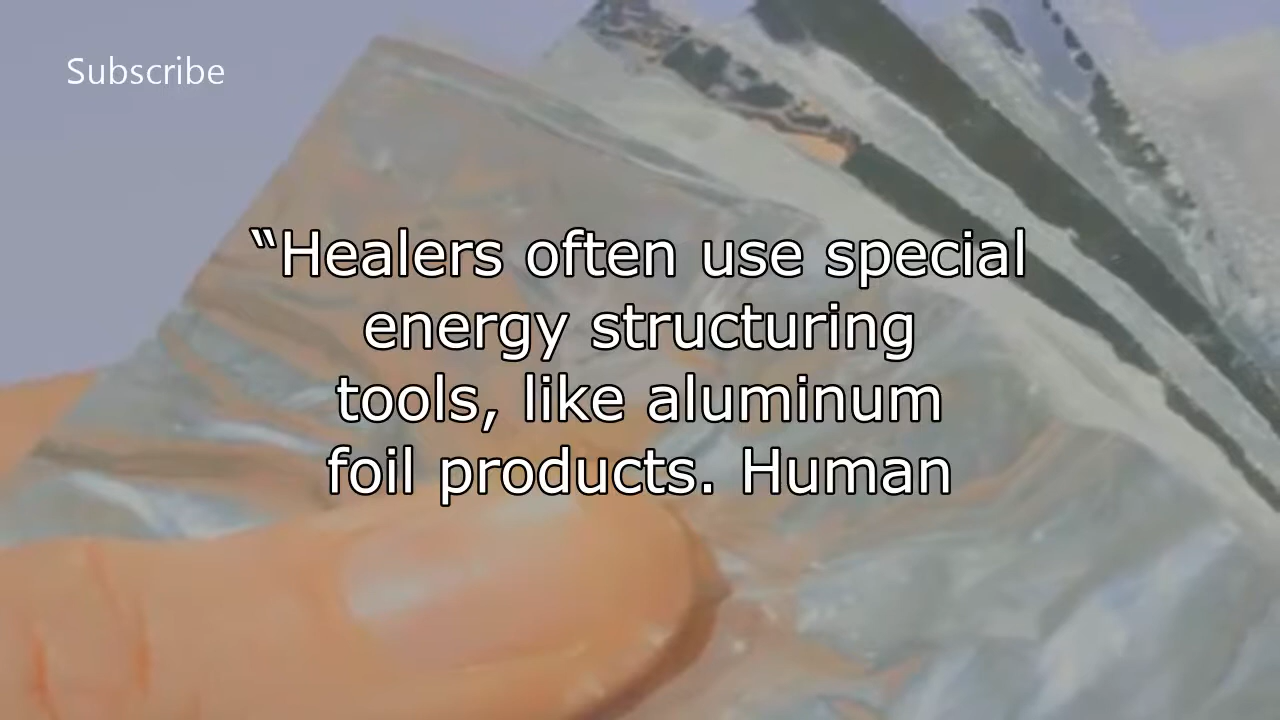 Subscribe
“Healers often use special
energy structuring
tools, like aluminum
foil products. Human